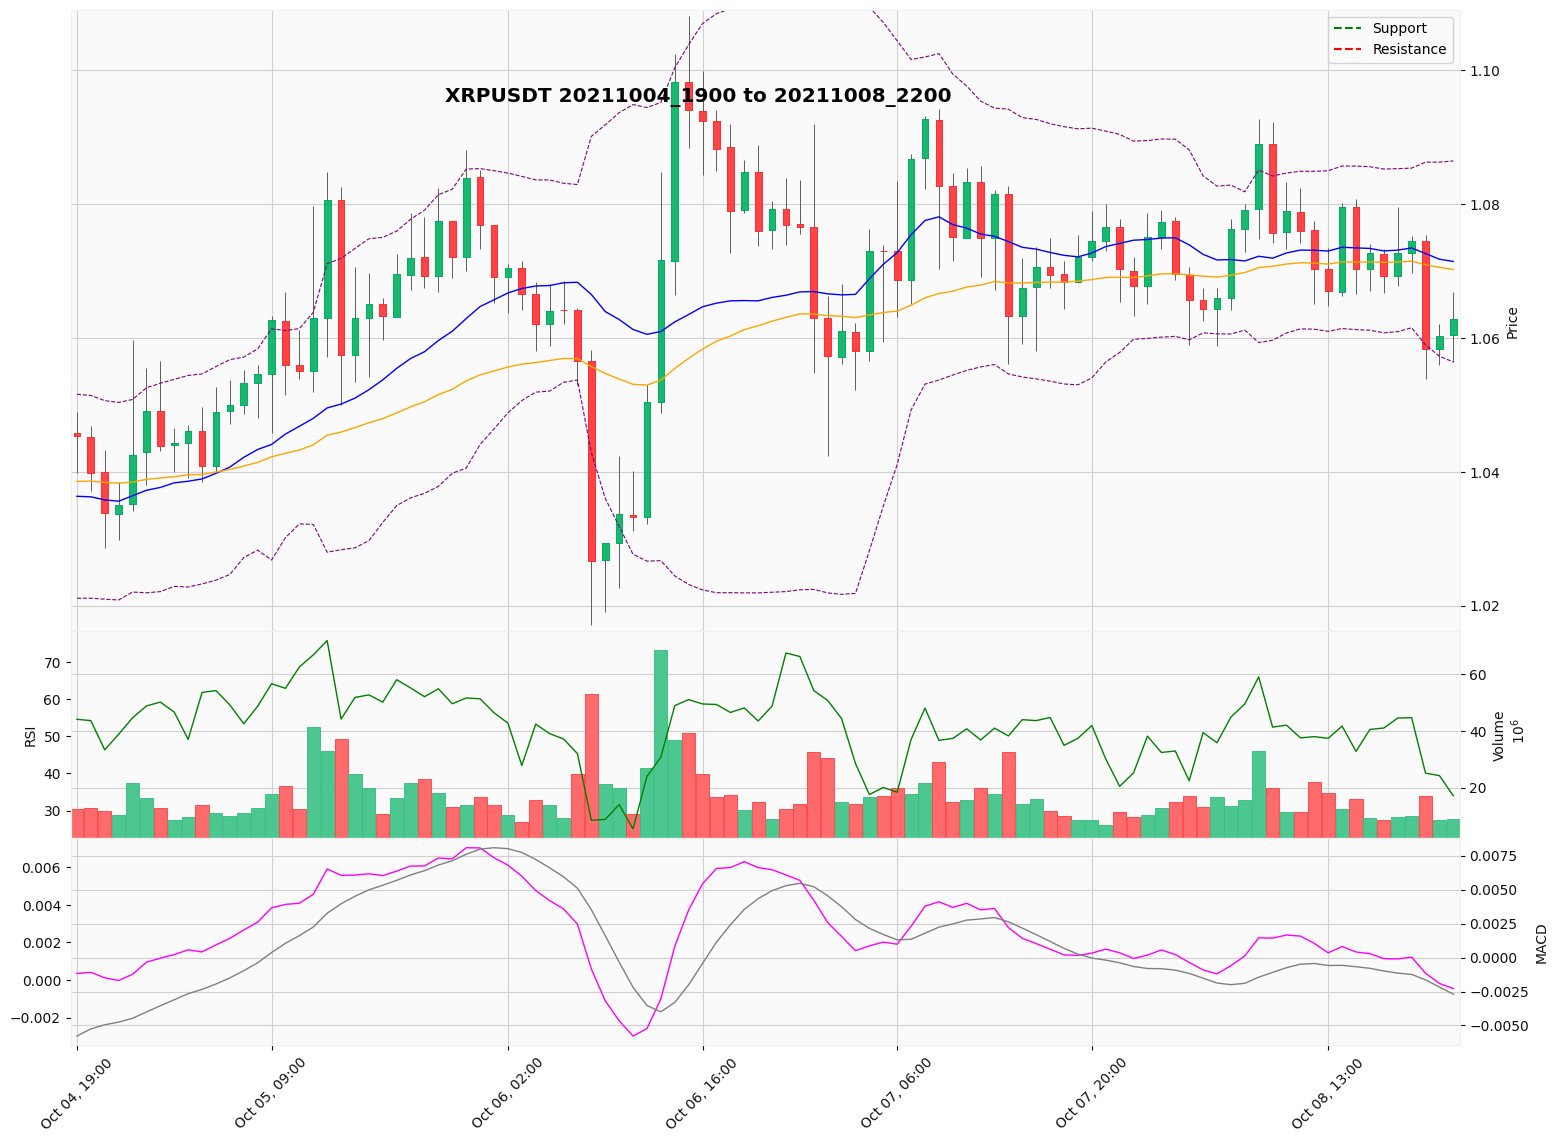 XRPUSDT 20211004_1900 to 20211008_2200
Support
Resistance
1.10
1.08
1.06
1.04
1.02
Price
70
60
50
40
30
RSI
60
40
20
Volume
10^6
0.006
0.004
0.002
0.000
−0.002
0.0075
0.0050
0.0025
0.0000
−0.0025
−0.0050
MACD
Oct 04, 19:00
Oct 05, 09:00
Oct 06, 02:00
Oct 06, 16:00
Oct 07, 06:00
Oct 07, 20:00
Oct 08, 13:00